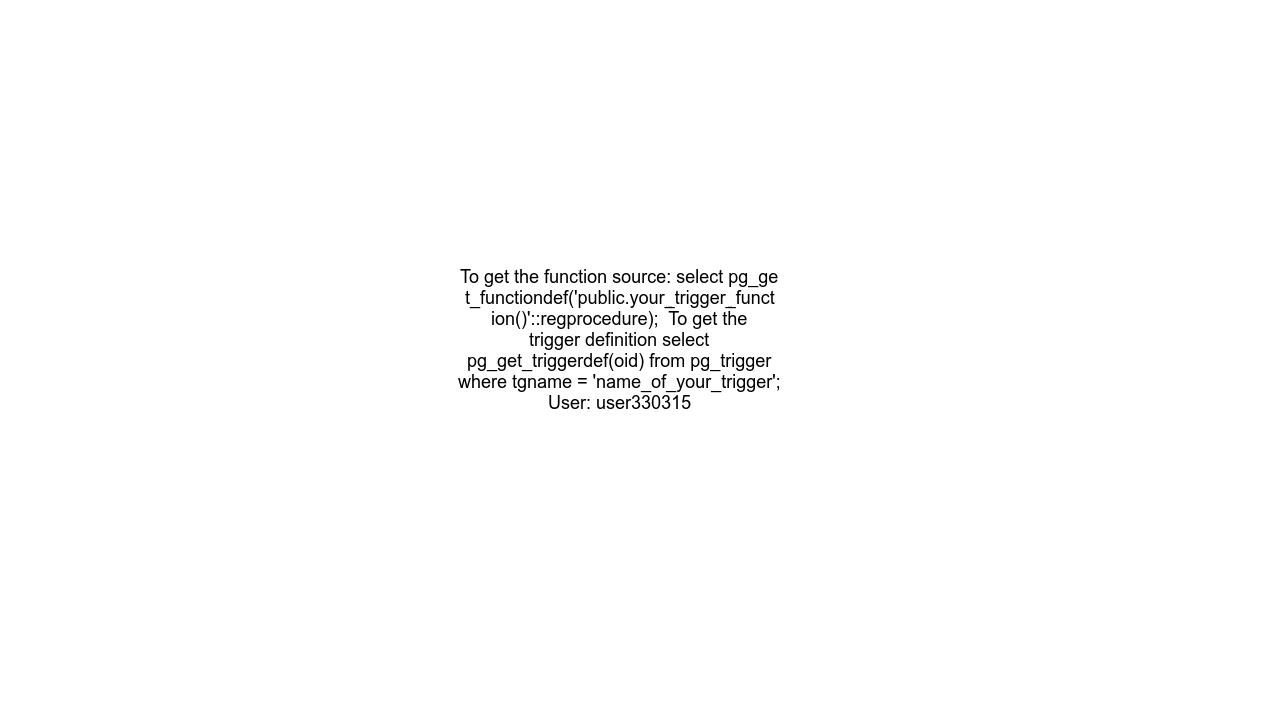 To get the function source: select pg_ge
t_functiondef('public.your_trigger_funct
ion()'::regprocedure);  To get the
trigger definition select
pg_get_triggerdef(oid) from pg_trigger
where tgname = 'name_of_your_trigger';
User: user330315